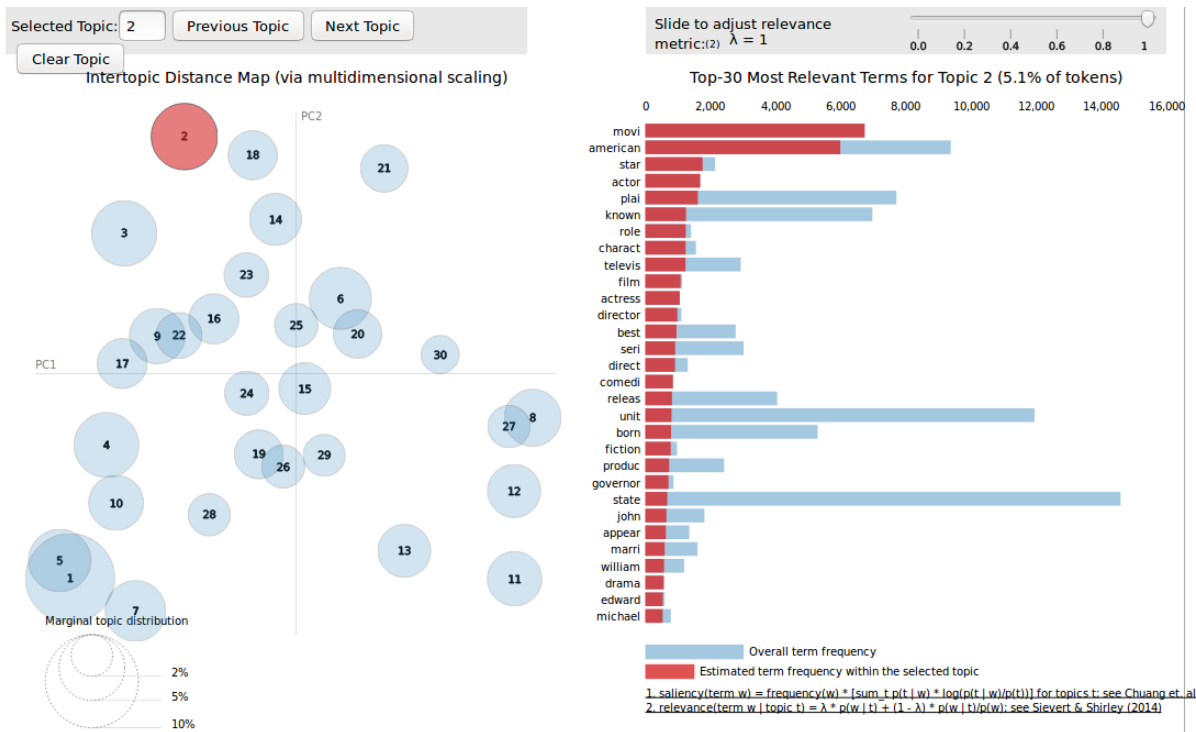 Selected Topic: 2 Previous Topic Next Topic
Clear Topic
Slide to adjust relevance
metric:(2) λ = 1
0.0 0.2 0.4 0.6 0.8 1
Intertopic Distance Map (via multidimensional scaling)
PC2
PC1
2
18
21
14
3
23
6
16
25
9
22
20
30
17
24
15
8
27
4
19
29
26
12
10
28
13
5
1
11
7
Marginal topic distribution
2%
5%
10%
Top-30 Most Relevant Terms for Topic 2 (5.1% of tokens)
0 2,000 4,000 6,000 8,000 10,000 12,000 14,000 16,000
movi
american
star
actor
plai
known
role
charact
televis
film
actress
director
best
seri
direct
comedi
releas
unit
born
fiction
produc
governor
state
john
appear
marri
william
drama
edward
michael
Overall term frequency
Estimated term frequency within the selected topic
1. saliency(term w) = frequency(w) * [sum_t p(t | w) * log(p(t | w)/p(t))] for topics t; see Chuang et. al
2. relevance(term w | topic t) = λ * p(w | t) + (1 - λ) * p(w | t)/p(w); see Sievert & Shirley (2014)